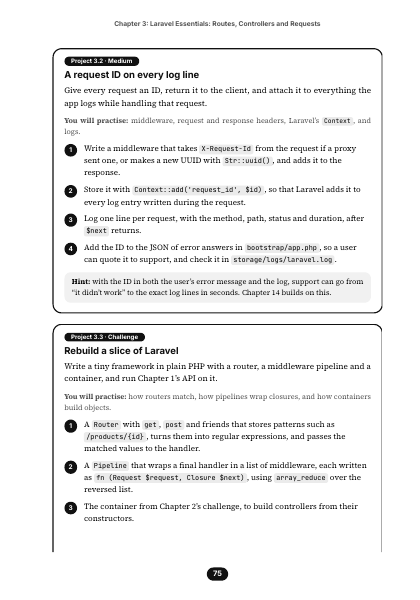 Chapter 3: Laravel Essentials: Routes, Controllers and Requests
Project 3.2 · Medium
A request ID on every log line
Give every request an ID, return it to the client, and attach it to everything the
app logs while handling that request.
You will practise: middleware, request and response headers, Laravel's Context, and
logs.
1 Write a middleware that takes X-Request-Id from the request if a proxy
sent one, or makes a new UUID with Str::uuid(), and adds it to the
response.
2 Store it with Context::add('request_id', $id), so that Laravel adds it to
every log entry written during the request.
3 Log one line per request, with the method, path, status and duration, after
$next returns.
4 Add the ID to the JSON of error answers in bootstrap/app.php, so a user
can quote it to support, and check it in storage/logs/laravel.log.
Hint: with the ID in both the user's error message and the log, support can go from
“it didn't work” to the exact log lines in seconds. Chapter 14 builds on this.
Project 3.3 · Challenge
Rebuild a slice of Laravel
Write a tiny framework in plain PHP with a router, a middleware pipeline and a
container, and run Chapter 1's API on it.
You will practise: how routers match, how pipelines wrap closures, and how containers
build objects.
1 A Router with get, post and friends that stores patterns such as
/products/{id}, turns them into regular expressions, and passes the
matched values to the handler.
2 A Pipeline that wraps a final handler in a list of middleware, each written
as fn (Request $request, Closure $next), using array_reduce over the
reversed list.
3 The container from Chapter 2's challenge, to build controllers from their
constructors.
75